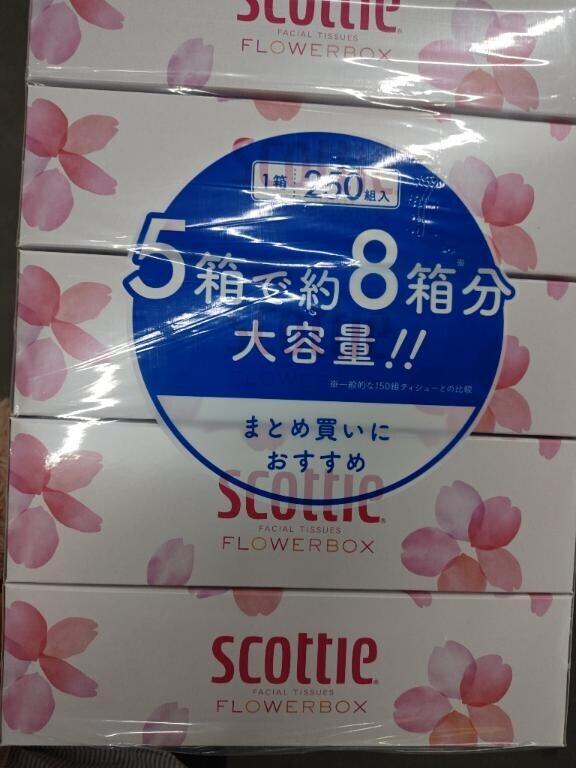 scottie
FACIAL TISSUES
FLOWERBOX
1箱 250組入
5箱で約8箱分※
大容量!!
※一般的な150組ティシューとの比較
まとめ買いに
おすすめ
scottie
FACIAL TISSUES
FLOWERBOX
scottie
FACIAL TISSUES
FLOWERBOX